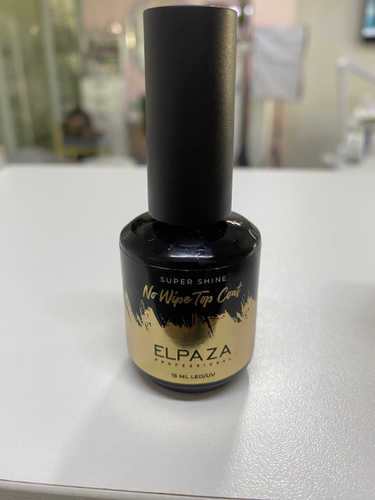 SUPER SHINE
No Wipe Top Coat
ELPAZA
PROFESSIONAL
15 ML LED/UV